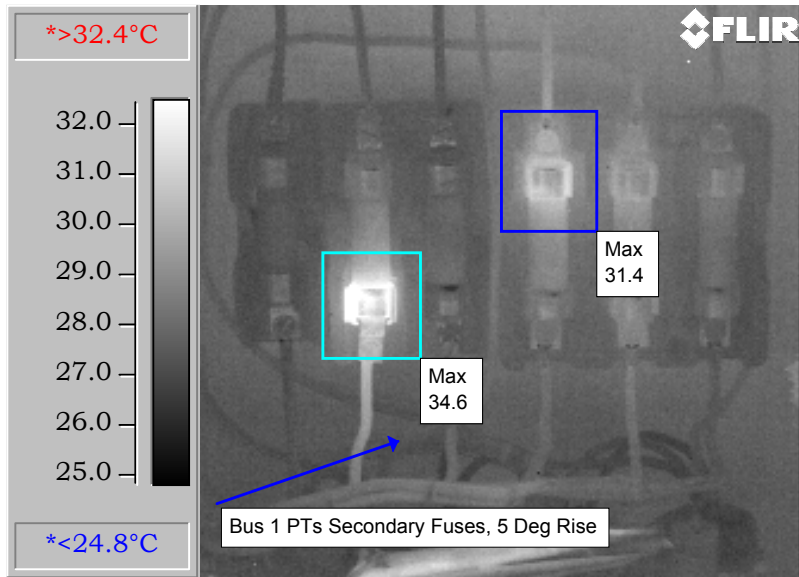 *>32.4°C
FLIR
32.0
31.0
30.0
29.0
28.0
27.0
26.0
25.0
*<24.8°C
Max
31.4
Max
34.6
Bus 1 PTs Secondary Fuses, 5 Deg Rise